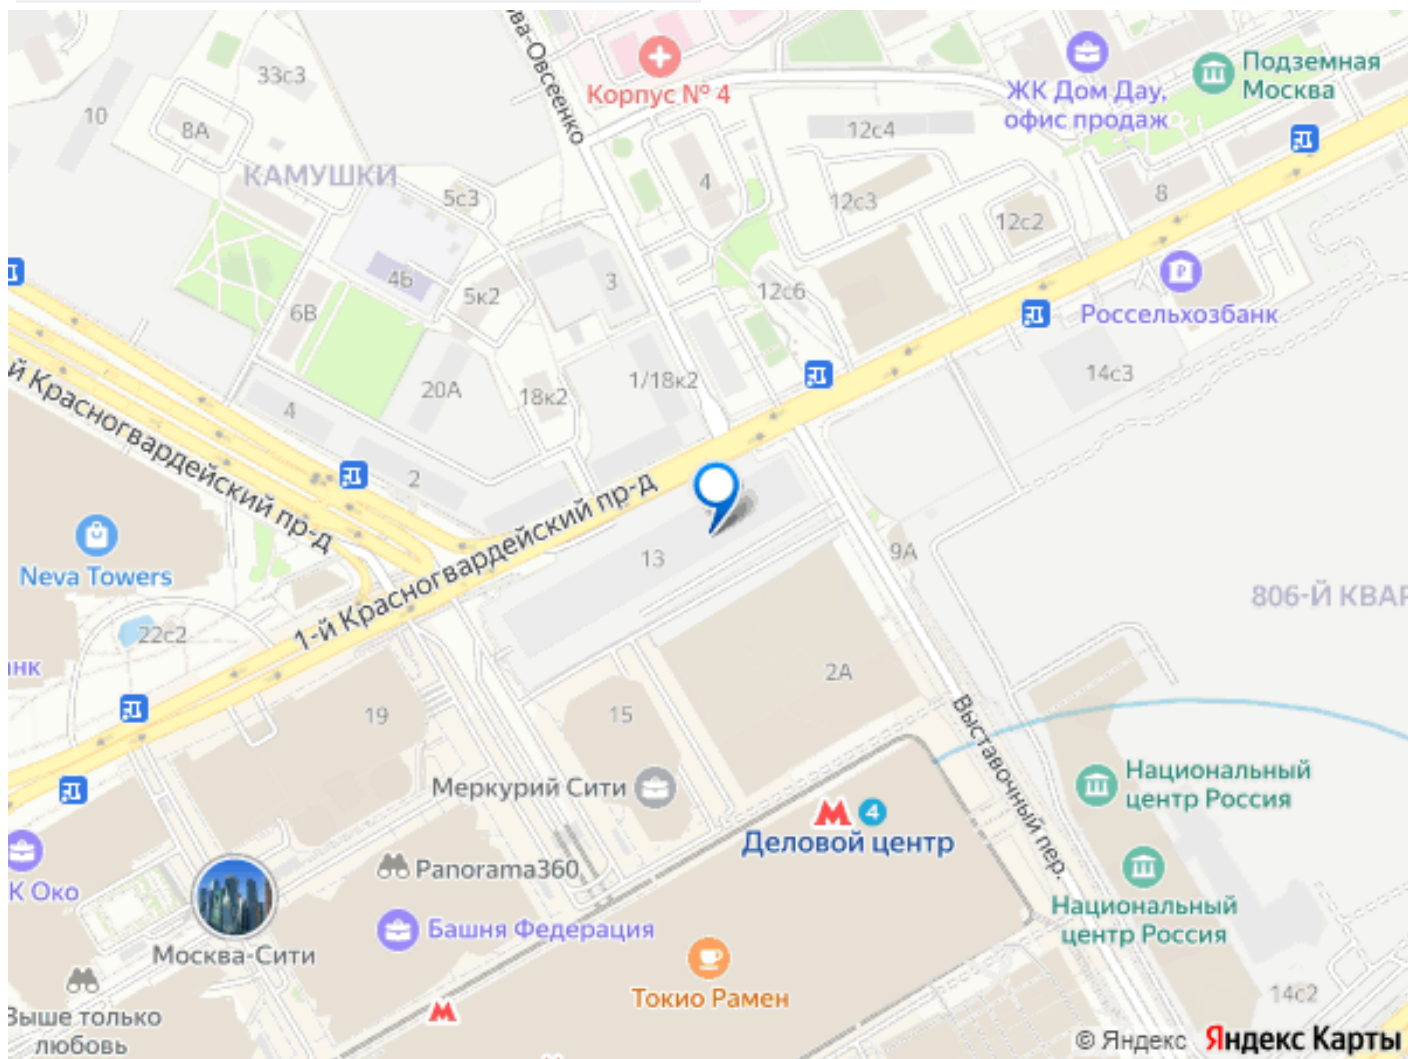 ва-Овсеенко
Корпус № 4
ЖК Дом Дау,
офис продаж
Подземная
Москва
33с3
10
8А
12с4
КАМУШКИ
5с3
4
12с3
8
12с2
4Б
5к2
3
12с6
6В
Россельхозбанк
20А
18к2
1/18к2
14с3
4
2
й Красногвардейский пр-д
1-й Красногвардейский пр-д
Neva Towers
13
9А
806-Й КВАР
22с2
нк
2А
19
15
Выставочный пер.
Меркурий Сити
Национальный
центр Россия
4
Деловой центр
К Око
Panorama360
Национальный
центр Россия
Башня Федерация
Москва-Сити
Токио Рамен
14с2
Выше только
любовь
© Яндекс Яндекс Карты